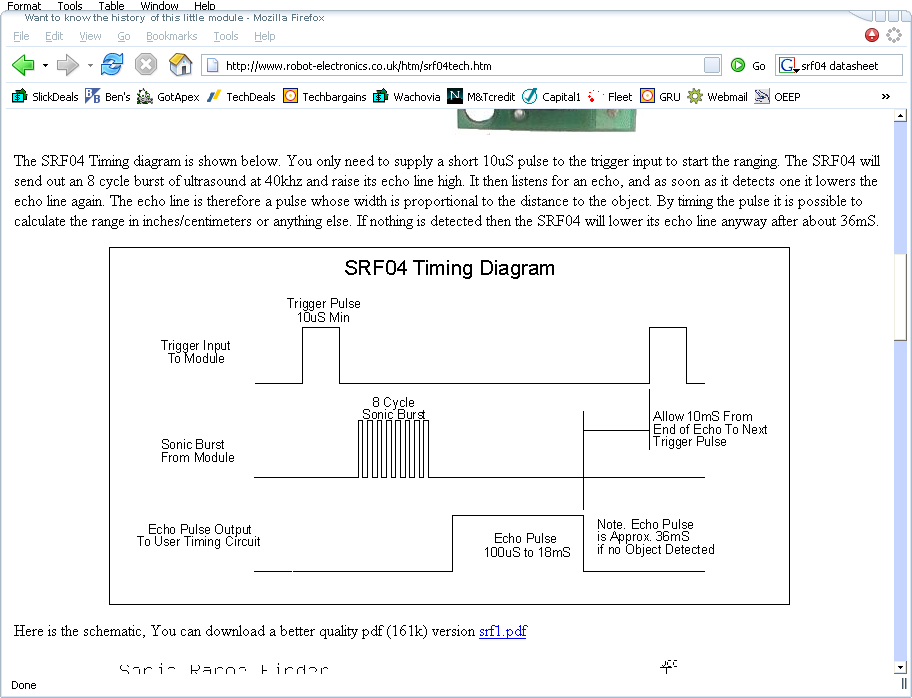 Format Tools Table Window Help
Want to know the history of this little module - Mozilla Firefox
File Edit View Go Bookmarks Tools Help
http://www.robot-electronics.co.uk/htm/srf04tech.htm Go G srf04 datasheet
SlickDeals Ben's GotApex TechDeals Techbargains Wachovia N M&Tcredit Capital1 Fleet GRU Webmail OEEP »
The SRF04 Timing diagram is shown below. You only need to supply a short 10uS pulse to the trigger input to start the ranging. The SRF04 will
send out an 8 cycle burst of ultrasound at 40khz and raise its echo line high. It then listens for an echo, and as soon as it detects one it lowers the
echo line again. The echo line is therefore a pulse whose width is proportional to the distance to the object. By timing the pulse it is possible to
calculate the range in inches/centimeters or anything else. If nothing is detected then the SRF04 will lower its echo line anyway after about 36mS.
SRF04 Timing Diagram
Trigger Pulse
10uS Min
Trigger Input
To Module
8 Cycle
Sonic Burst
Allow 10mS From
End of Echo To Next
Trigger Pulse
Sonic Burst
From Module
Echo Pulse Output
To User Timing Circuit
Echo Pulse
100uS to 18mS
Note. Echo Pulse
is Approx. 36mS
if no Object Detected
Here is the schematic, You can download a better quality pdf (161k) version srf1.pdf
Sonic Range Finder
Done